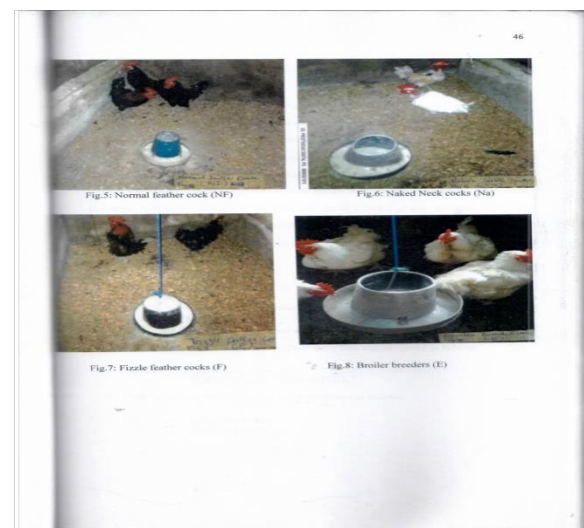 46
Fig.5: Normal feather cock (NF)
Fig.6: Naked Neck cocks (Na)
Fig.7: Fizzle feather cocks (F)
Fig.8: Broiler breeders (E)